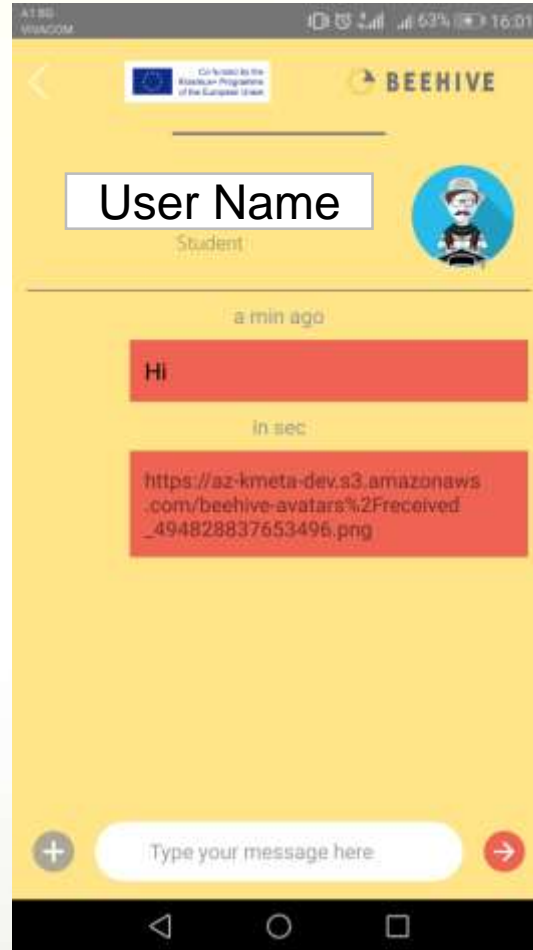 A1 BG
VIVACOM
63% 16:01
Co-funded by the
Erasmus+ Programme
of the European Union
BEEHIVE
User Name
Student
a min ago
Hi
in sec
https://az-kmeta-dev.s3.amazonaws
.com/beehive-avatars%2Freceived
_494828837653496.png
Type your message here